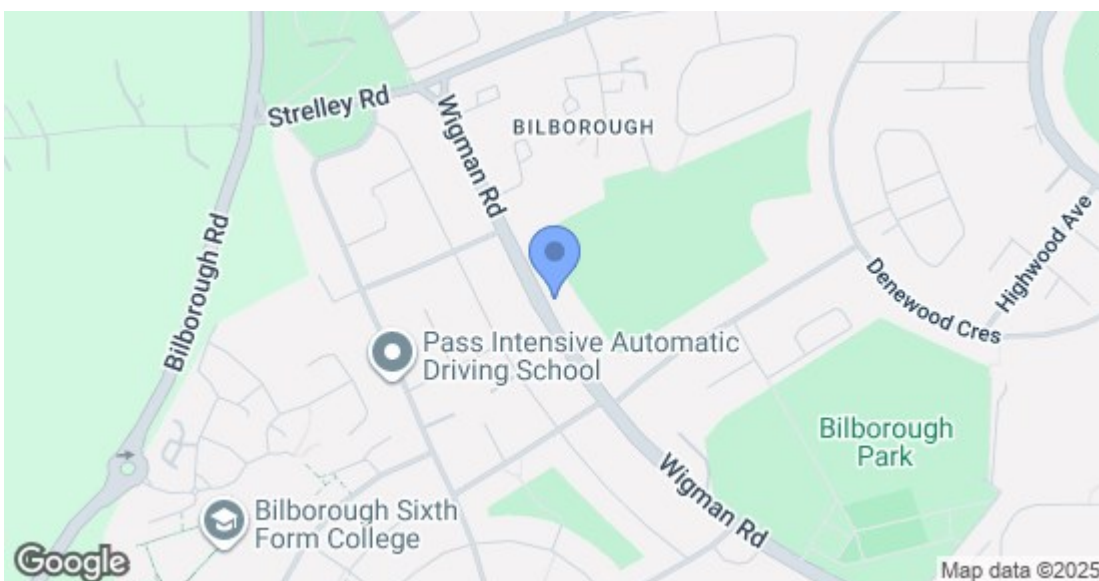 Strelley Rd
Wigman Rd
BILBOROUGH
Bilborough Rd
Highwood Ave
Denewood Cres
Pass Intensive Automatic
Driving School
Bilborough
Park
Wigman Rd
Bilborough Sixth
Form College
Google
Map data ©2025